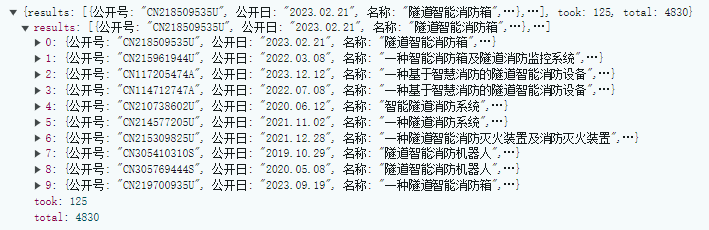 ▼ {results: [{公开号: "CN218509535U", 公开日: "2023.02.21", 名称: "隧道智能消防箱",…},…], took: 125, total: 4830}
▼ results: [{公开号: "CN218509535U", 公开日: "2023.02.21", 名称: "隧道智能消防箱",…},…]
▶ 0: {公开号: "CN218509535U", 公开日: "2023.02.21", 名称: "隧道智能消防箱",…}
▶ 1: {公开号: "CN215961944U", 公开日: "2022.03.08", 名称: "一种智能消防箱及隧道消防监控系统",…}
▶ 2: {公开号: "CN117205474A", 公开日: "2023.12.12", 名称: "一种基于智慧消防的隧道智能消防设备",…}
▶ 3: {公开号: "CN114712747A", 公开日: "2022.07.08", 名称: "一种基于智慧消防的隧道智能消防设备",…}
▶ 4: {公开号: "CN210738602U", 公开日: "2020.06.12", 名称: "智能隧道消防系统",…}
▶ 5: {公开号: "CN214577205U", 公开日: "2021.11.02", 名称: "一种隧道智能消防系统",…}
▶ 6: {公开号: "CN215309825U", 公开日: "2021.12.28", 名称: "一种隧道智能消防灭火装置及消防灭火装置",…}
▶ 7: {公开号: "CN305410310S", 公开日: "2019.10.29", 名称: "隧道智能消防机器人",…}
▶ 8: {公开号: "CN305769444S", 公开日: "2020.05.08", 名称: "隧道智能消防机器人",…}
▶ 9: {公开号: "CN219700935U", 公开日: "2023.09.19", 名称: "一种隧道智能消防箱",…}
took: 125
total: 4830